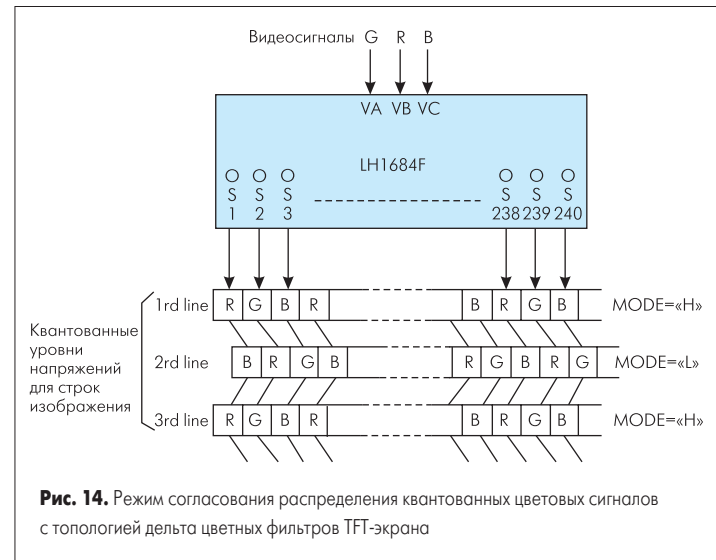 Видеосигналы G R B
VA VB VC
LH1684F
O O O O O O
S S S S S S
1 2 3 238 239 240
1rd line R G B R B R G B MODE=«H»
Квантованные
уровни
напряжений
для строк
изображения
2rd line B R G B R G B R G MODE=«L»
3rd line R G B R B R G B MODE=«H»
Рис. 14. Режим согласования распределения квантованных цветовых сигналов
с топологией дельта цветных фильтров TFT-экрана